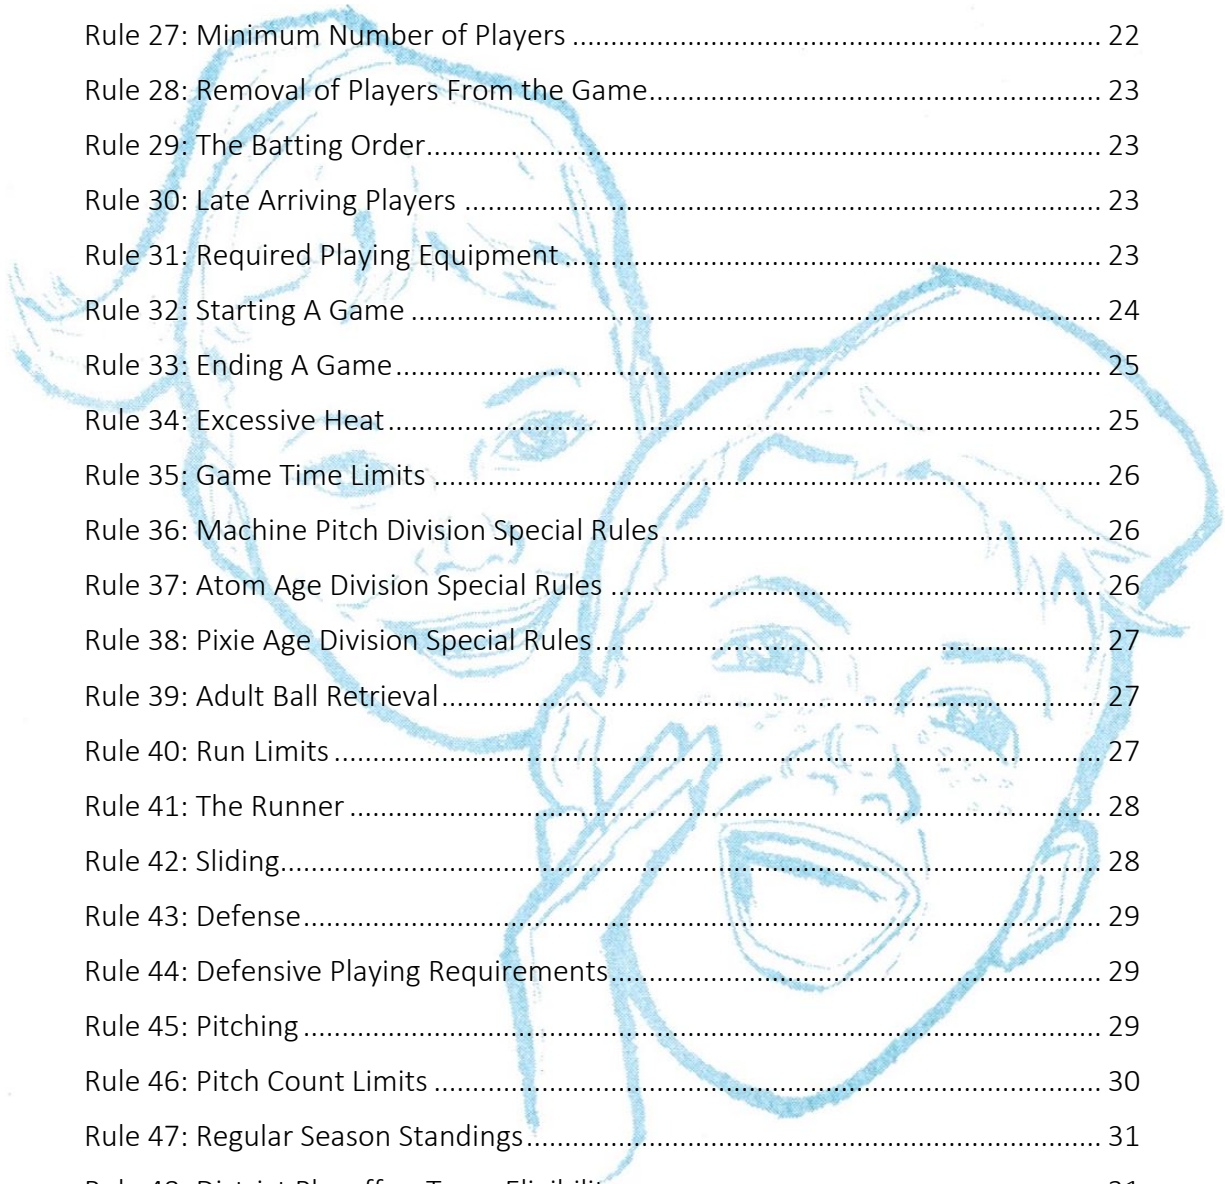 Rule 27: Minimum Number of Players ................................................................ 22
Rule 28: Removal of Players From the Game....................................................... 23
Rule 29: The Batting Order.................................................................................. 23
Rule 30: Late Arriving Players ............................................................................. 23
Rule 31: Required Playing Equipment ................................................................. 23
Rule 32: Starting A Game .................................................................................... 24
Rule 33: Ending A Game...................................................................................... 25
Rule 34: Excessive Heat....................................................................................... 25
Rule 35: Game Time Limits ................................................................................. 26
Rule 36: Machine Pitch Division Special Rules ..................................................... 26
Rule 37: Atom Age Division Special Rules ........................................................... 26
Rule 38: Pixie Age Division Special Rules............................................................. 27
Rule 39: Adult Ball Retrieval................................................................................ 27
Rule 40: Run Limits ............................................................................................. 27
Rule 41: The Runner ........................................................................................... 28
Rule 42: Sliding.................................................................................................... 28
Rule 43: Defense................................................................................................. 29
Rule 44: Defensive Playing Requirements............................................................ 29
Rule 45: Pitching ................................................................................................. 29
Rule 46: Pitch Count Limits ................................................................................. 30
Rule 47: Regular Season Standings...................................................................... 31